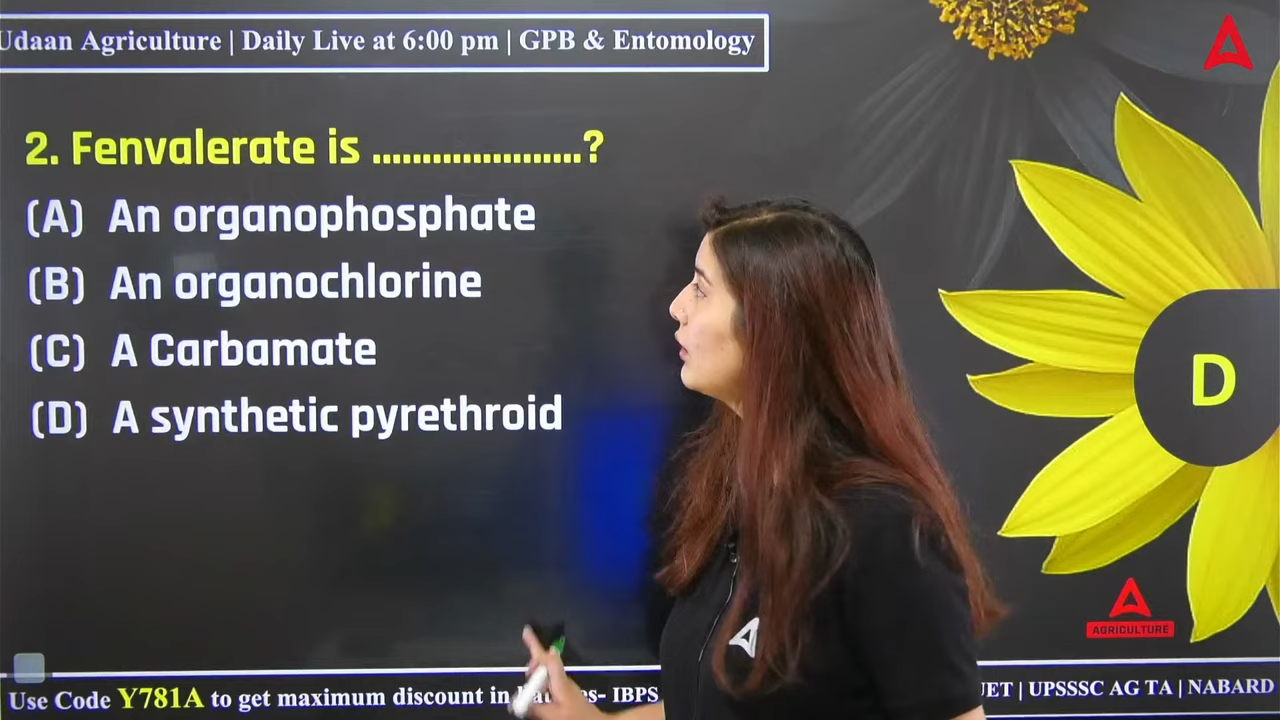 Udaan Agriculture | Daily Live at 6:00 pm | GPB & Entomology
2. Fenvalerate is .....................?
(A) An organophosphate
(B) An organochlorine
(C) A Carbamate
(D) A synthetic pyrethroid
D
AGRICULTURE
Use Code Y781A to get maximum discount in - IBPS
| UPSSSC AG TA | NABARD